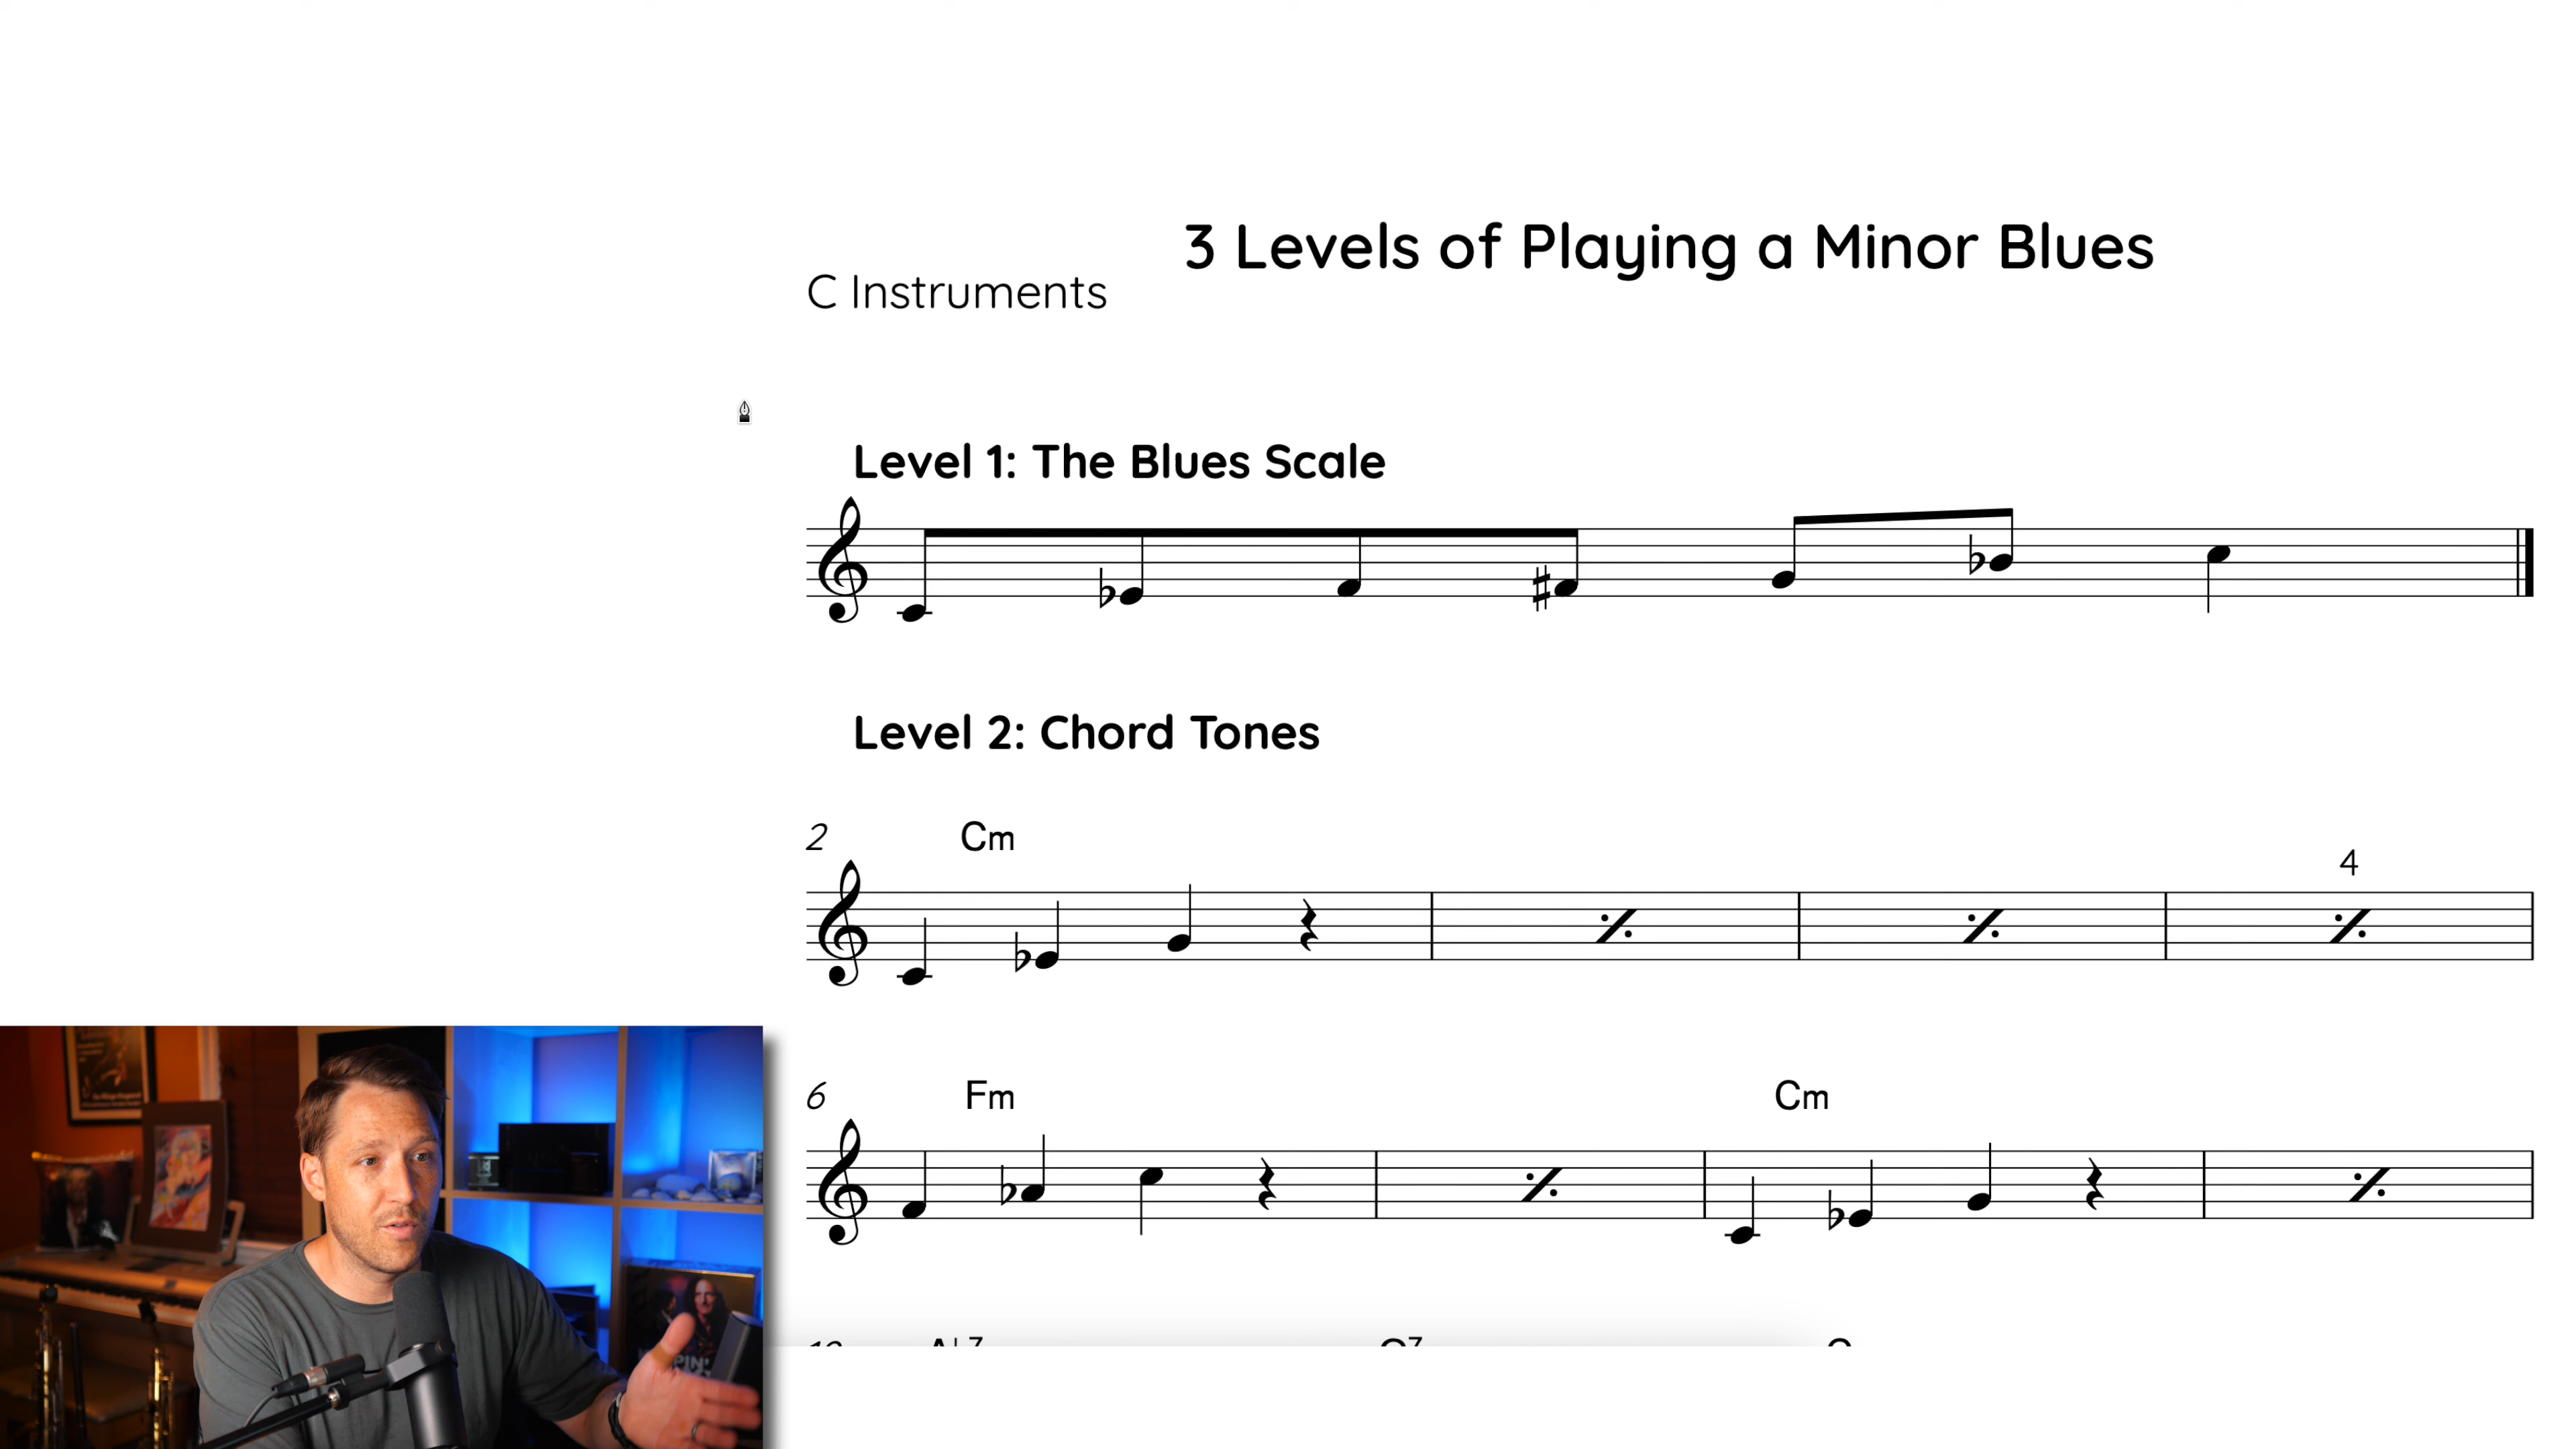 3 Levels of Playing a Minor Blues
C Instruments
Level 1: The Blues Scale
Level 2: Chord Tones
2 Cm
4
6 Fm Cm
PIN'